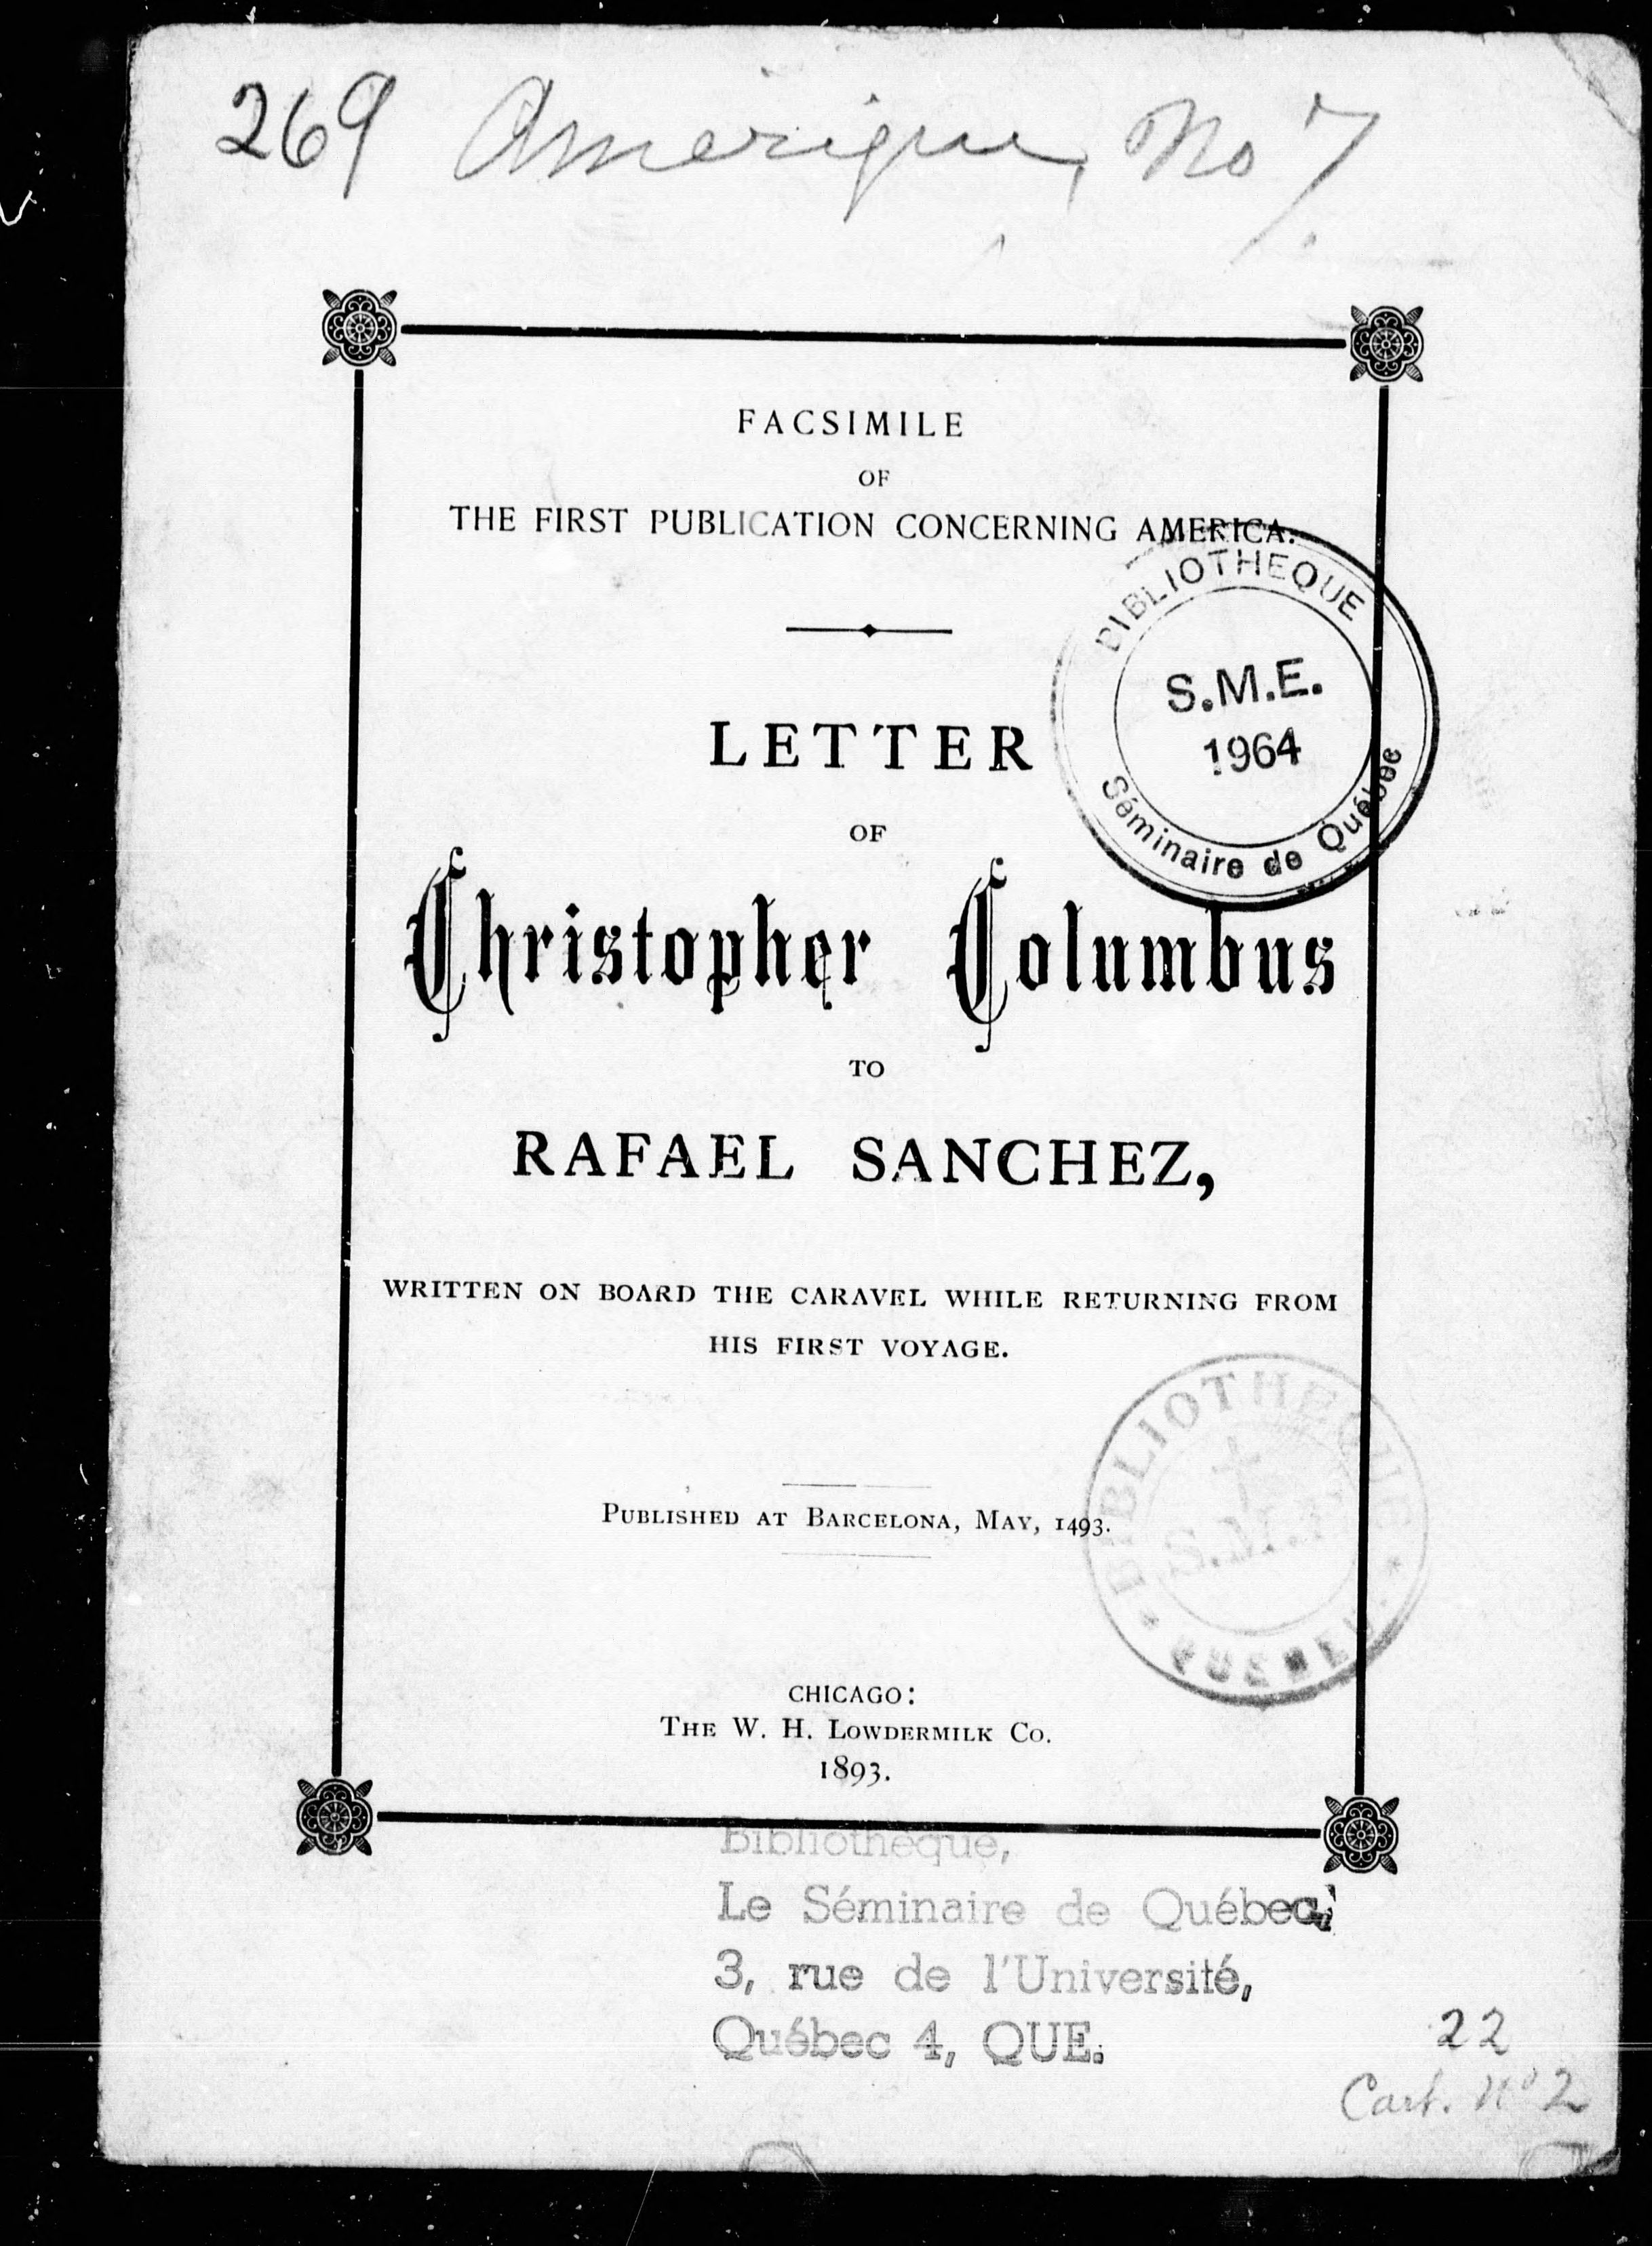 269 Amerique, No 7
FACSIMILE
OF
THE FIRST PUBLICATION CONCERNING AMERICA.
BIBLIOTHEQUE
S.M.E.
1964
Séminaire de Québec
LETTER
OF
Christopher Columbus
TO
RAFAEL SANCHEZ,
WRITTEN ON BOARD THE CARAVEL WHILE RETURNING FROM
HIS FIRST VOYAGE.
BIBLIOTHEQUE
PUBLISHED AT BARCELONA, MAY, 1493.
QUEBEC
CHICAGO:
THE W. H. LOWDERMILK CO.
1893.
Bibliothèque,
Le Séminaire de Québec,
3, rue de l'Université,
Québec 4, QUE.
22
Cart. No 2